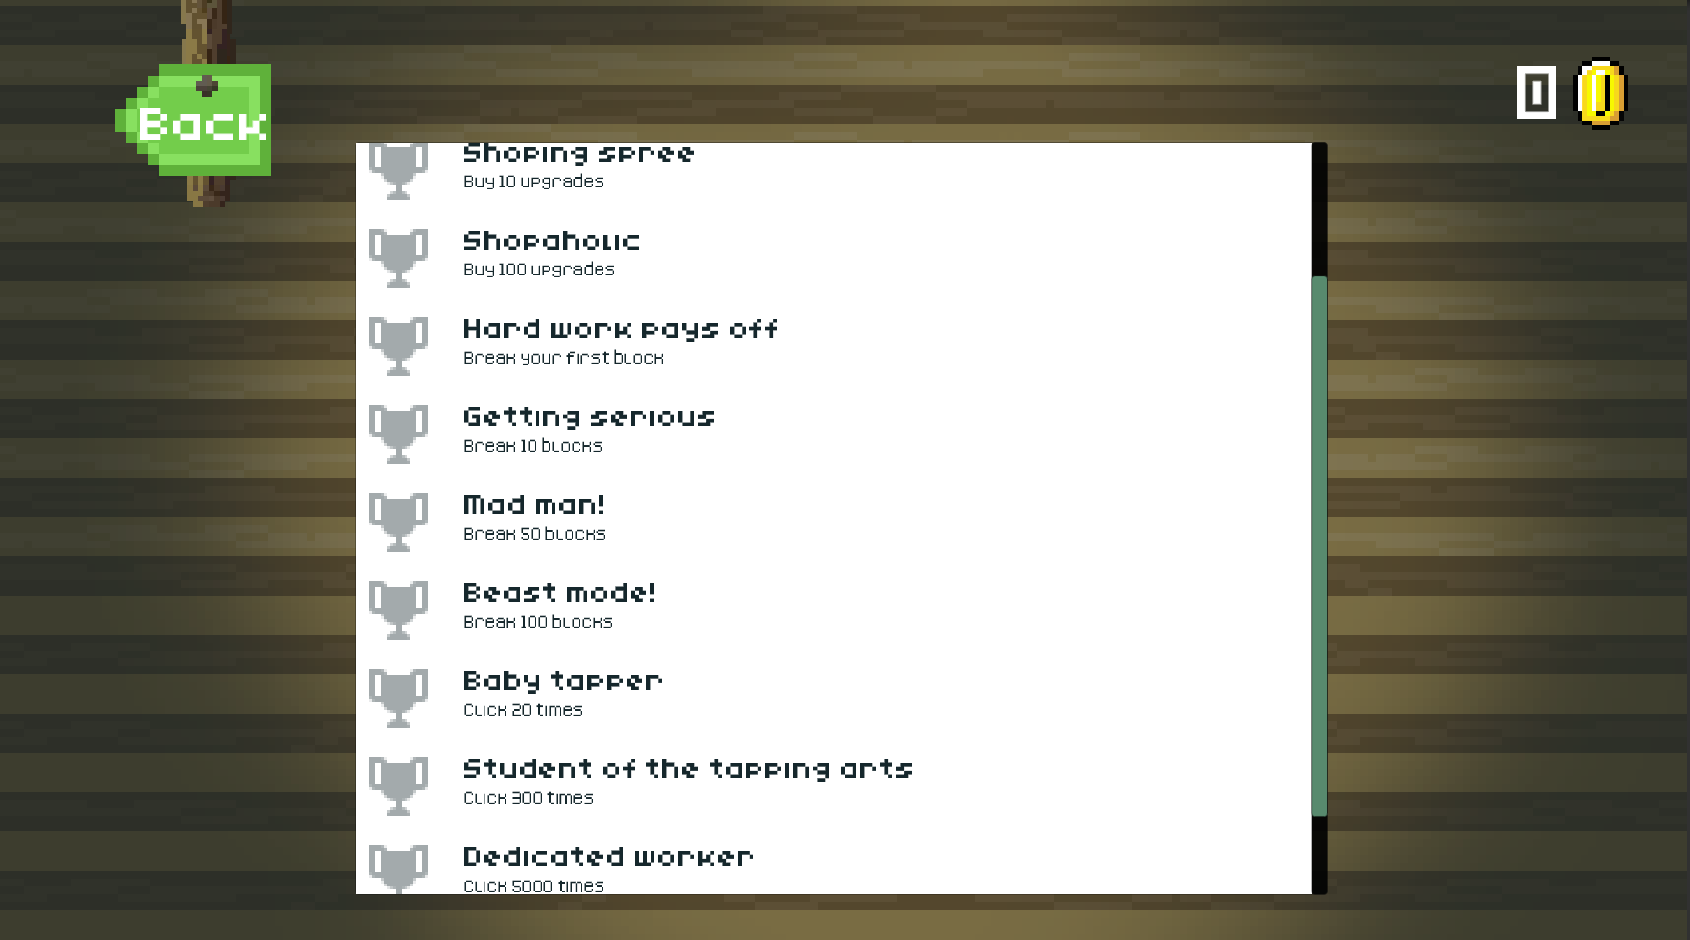 Back
0
Shoping spree
Buy 10 upgrades
Shopaholic
Buy 100 upgrades
Hard work pays off
Break your first block
Getting serious
Break 10 blocks
Mad man!
Break 50 blocks
Beast mode!
Break 100 blocks
Baby tapper
Click 20 times
Student of the tapping arts
Click 300 times
Dedicated worker
Click 5000 times